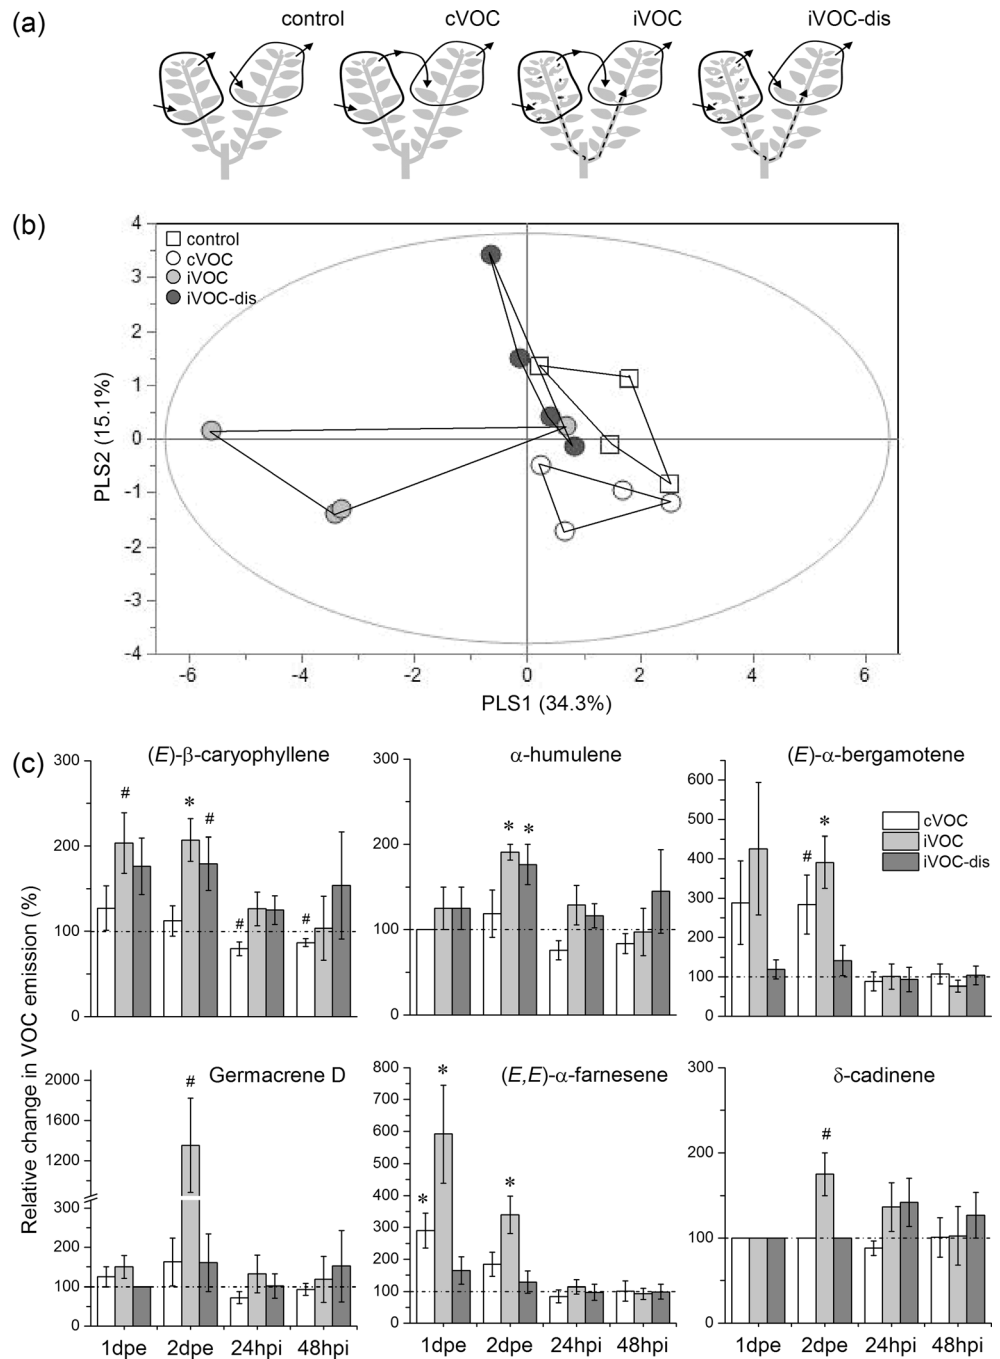 (a)
control cVOC iVOC iVOC-dis
(b)
control
cVOC
iVOC
iVOC-dis
4
3
2
1
0
-1
-2
-3
-4
PLS2 (15.1%)
-6 -4 -2 0 2 4 6
PLS1 (34.3%)
(c)
Relative change in VOC emission (%)
(E)-β-caryophyllene
300
200
100
0
# * # # #
α-humulene
300
200
100
0
* *
(E)-α-bergamotene
600
500
400
300
200
100
0
# *
cVOC
iVOC
iVOC-dis
Germacrene D
2000
1600
1200
300
200
100
0
#
1dpe 2dpe 24hpi 48hpi
(E,E)-α-farnesene
800
700
600
500
400
300
200
100
0
* * *
1dpe 2dpe 24hpi 48hpi
δ-cadinene
300
200
100
0
#
1dpe 2dpe 24hpi 48hpi